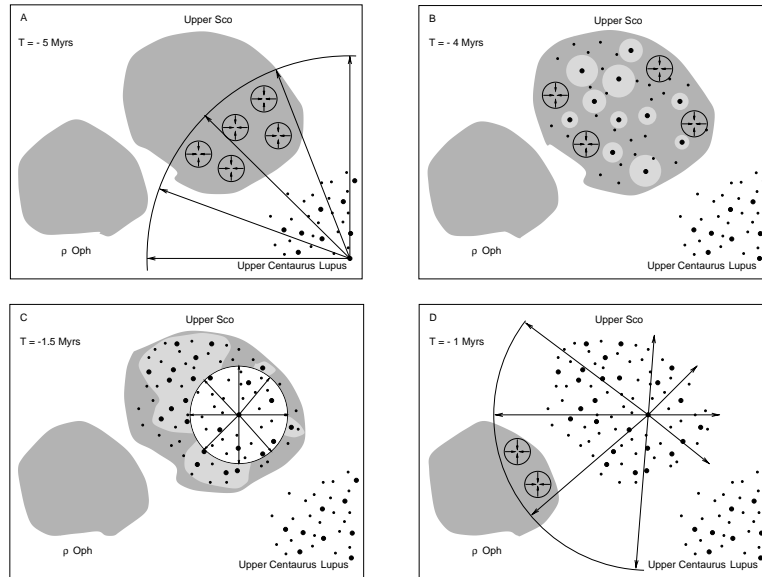 A
Upper Sco
T = - 5 Myrs
ρ Oph
Upper Centaurus Lupus
B
Upper Sco
T = - 4 Myrs
ρ Oph
Upper Centaurus Lupus
C
Upper Sco
T = -1.5 Myrs
ρ Oph
Upper Centaurus Lupus
D
Upper Sco
T = - 1 Myrs
ρ Oph
Upper Centaurus Lupus